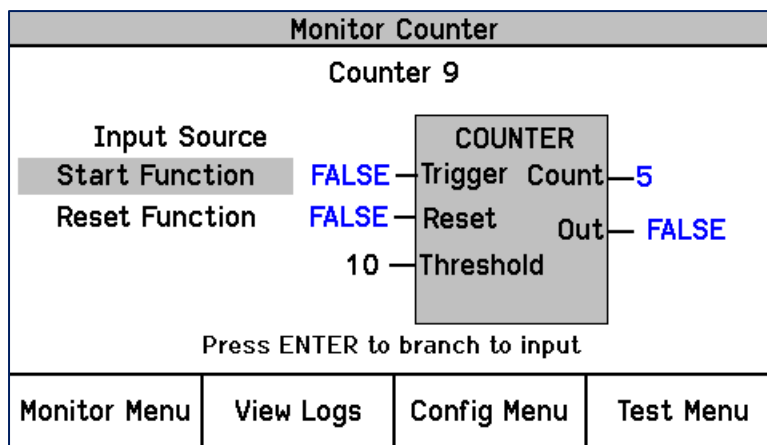 Monitor Counter
Counter 9
Input Source COUNTER
Start Function FALSE Trigger Count 5
Reset Function FALSE Reset Out FALSE
10 Threshold
Press ENTER to branch to input
Monitor Menu View Logs Config Menu Test Menu